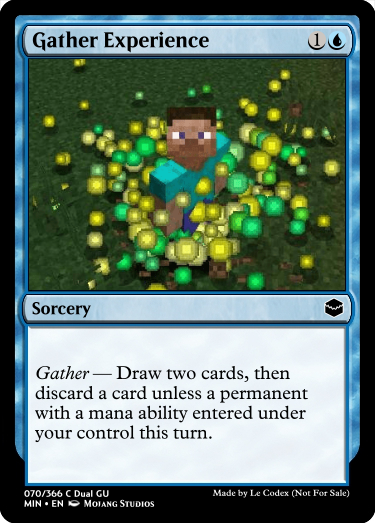 Gather Experience 1
Sorcery
Gather — Draw two cards, then
discard a card unless a permanent
with a mana ability entered under
your control this turn.
070/366 C Dual GU
MIN • EN Mojang Studios
Made by Le Codex (Not For Sale)